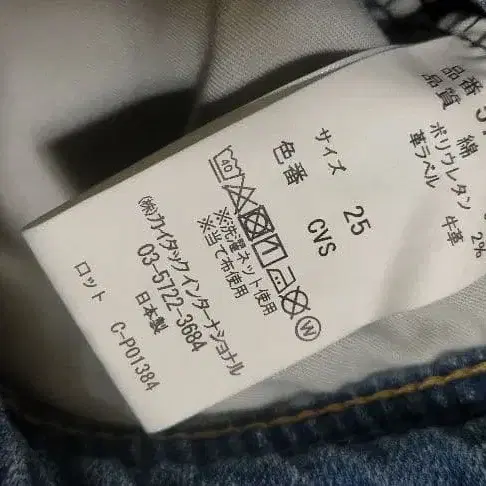 品番
品質
綿
ポリウレタン 2%
革ラベル 牛革
サイズ 25
色番 CVS
40
W
※洗濯ネット使用
※当て布使用
㈱カイタックインターナショナル
03-5722-3684
日本製
ロット C-P01384